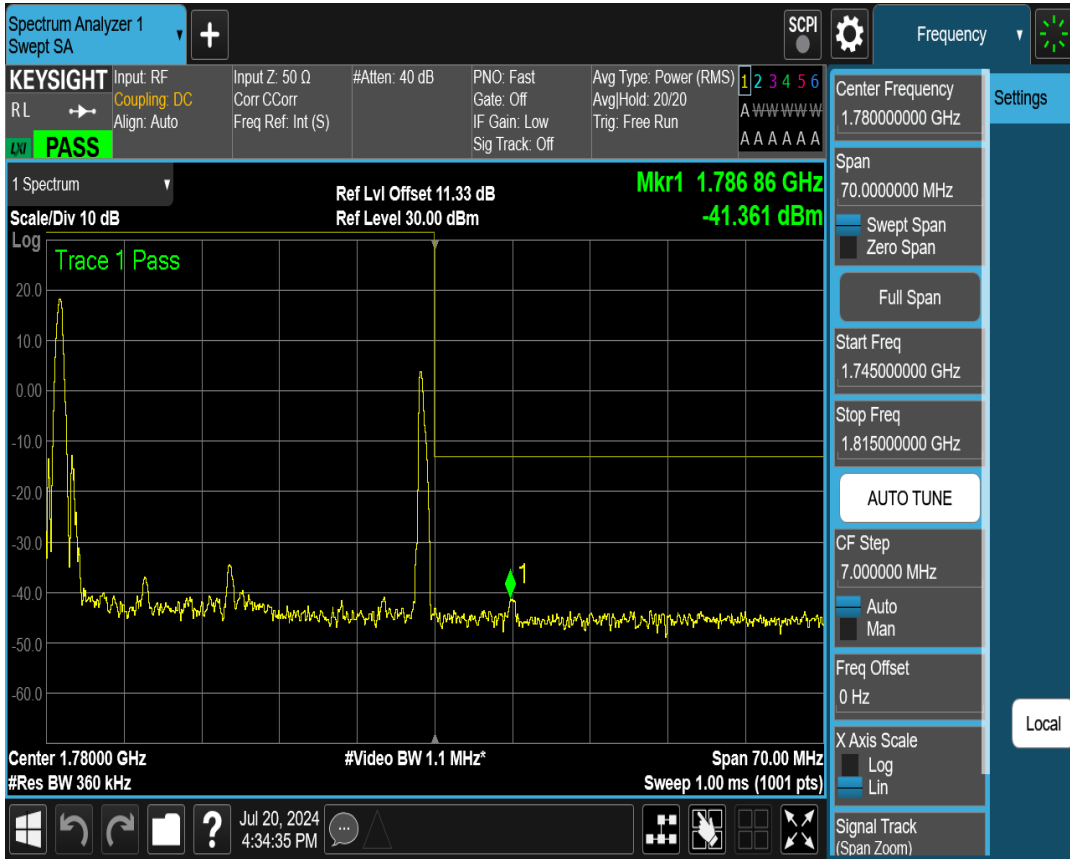 Spectrum Analyzer 1
Swept SA
+
SCPI
Frequency
KEYSIGHT
R L
LXI PASS
Input: RF
Coupling: DC
Align: Auto
Input Z: 50 Ω
Corr CCorr
Freq Ref: Int (S)
#Atten: 40 dB
PNO: Fast
Gate: Off
IF Gain: Low
Sig Track: Off
Avg Type: Power (RMS)
Avg|Hold: 20/20
Trig: Free Run
1 2 3 4 5 6
A W W W W W
A A A A A A
1 Spectrum
Scale/Div 10 dB
Ref Lvl Offset 11.33 dB
Ref Level 30.00 dBm
Mkr1 1.786 86 GHz
-41.361 dBm
Log
Trace 1 Pass
20.0
10.0
0.00
-10.0
-20.0
-30.0
-40.0
-50.0
-60.0
1
Center 1.78000 GHz
#Res BW 360 kHz
#Video BW 1.1 MHz*
Span 70.00 MHz
Sweep 1.00 ms (1001 pts)
Center Frequency
1.780000000 GHz
Span
70.0000000 MHz
Swept Span
Zero Span
Full Span
Start Freq
1.745000000 GHz
Stop Freq
1.815000000 GHz
AUTO TUNE
CF Step
7.000000 MHz
Auto
Man
Freq Offset
0 Hz
X Axis Scale
Log
Lin
Signal Track
(Span Zoom)
Settings
Local
?
Jul 20, 2024
4:34:35 PM